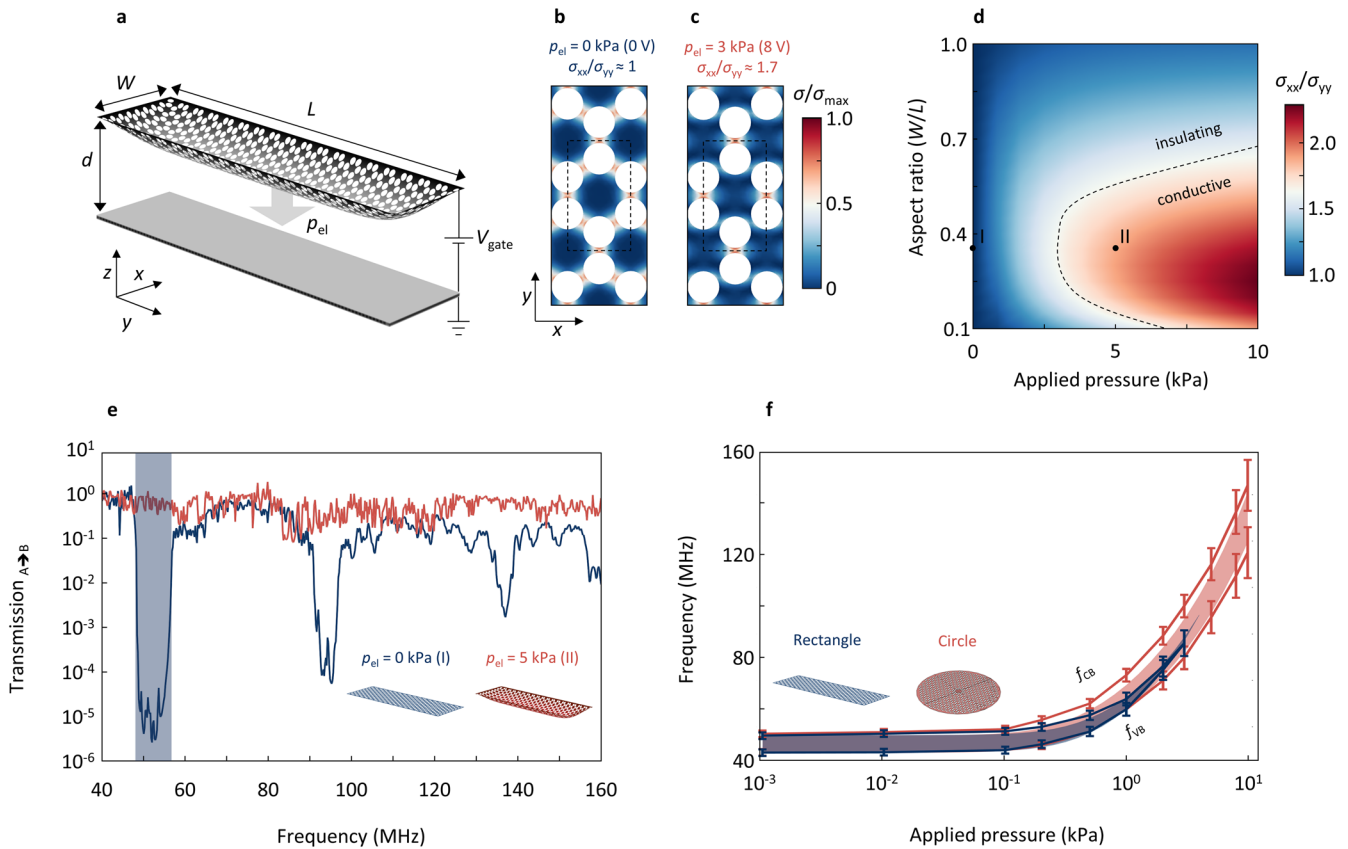 a
W
L
d
p_el
V_gate
z
x
y
b
p_el = 0 kPa (0 V)
σ_xx/σ_yy ≈ 1
y
x
c
p_el = 3 kPa (8 V)
σ_xx/σ_yy ≈ 1.7
σ/σ_max
1.0
0.5
0
d
Aspect ratio (W/L)
1.0
0.7
0.4
0.1
insulating
conductive
I
II
0
5
10
Applied pressure (kPa)
σ_xx/σ_yy
2.0
1.5
1.0
e
Transmission A➔B
10^1
10^0
10^-1
10^-2
10^-3
10^-4
10^-5
10^-6
p_el = 0 kPa (I)
p_el = 5 kPa (II)
40
60
80
100
120
140
160
Frequency (MHz)
f
Frequency (MHz)
160
120
80
40
Rectangle
Circle
f_CB
f_VB
10^-3
10^-2
10^-1
10^0
10^1
Applied pressure (kPa)